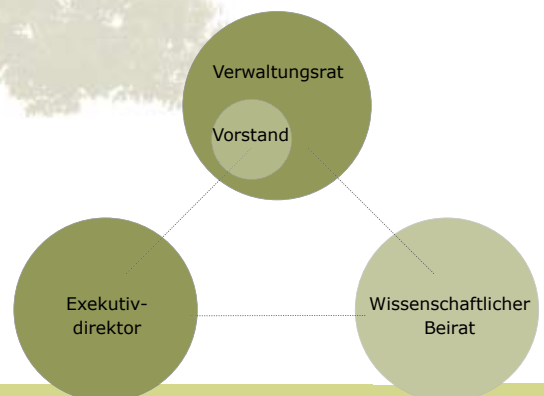 Verwaltungsrat
Vorstand
Exekutiv-
direktor
Wissenschaftlicher
Beirat